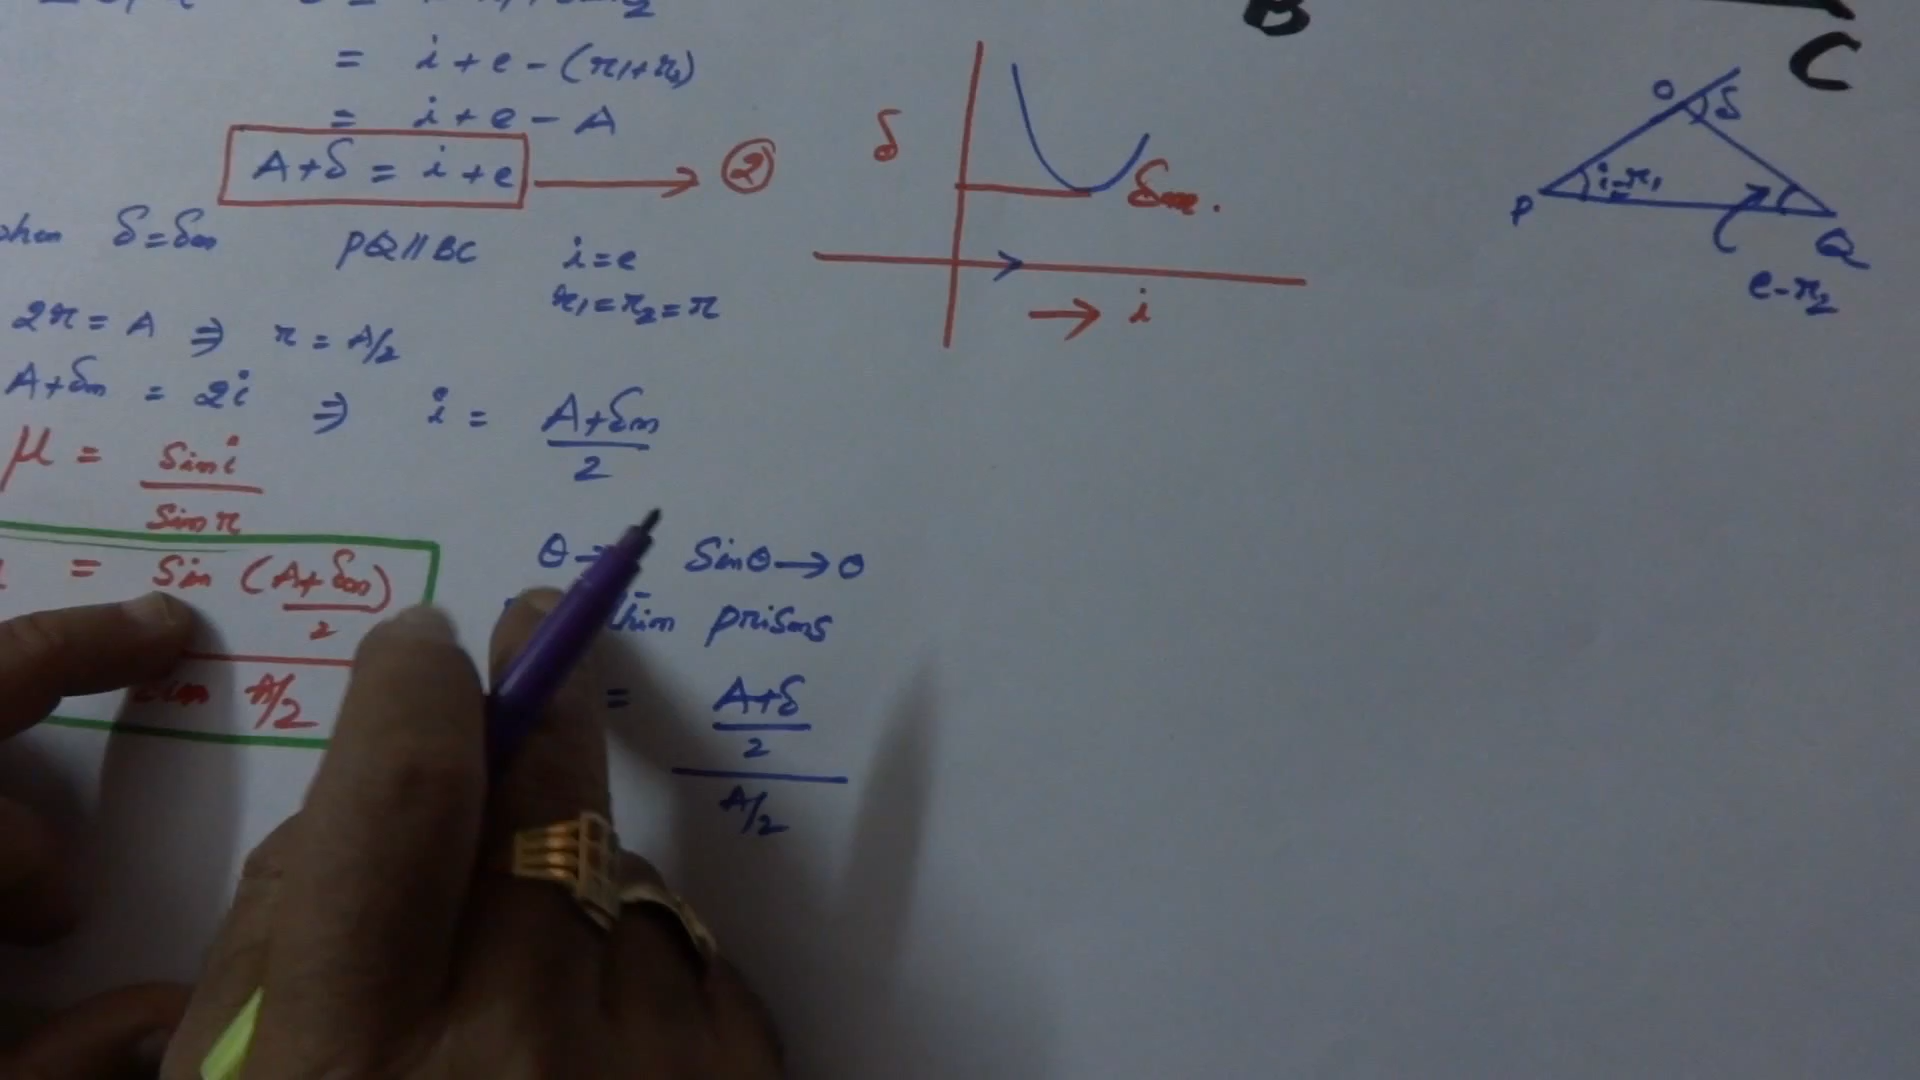 = i + e - (r₁+r₂)
= i + e - A
A+δ = i+e → ②
when δ=δm PQ//BC i=e
r₁=r₂=r
2r = A ⇒ r = A/2
A+δm = 2i ⇒ i = A+δm / 2
μ = Sin i / Sin r
= Sin (A+δm / 2) / Sin A/2
θ → Sinθ → θ
thin prisms
= A+δ / 2 / A/2
δ
δm.
→ i
B
C
O δ
P i-r₁ Q
e-r₂